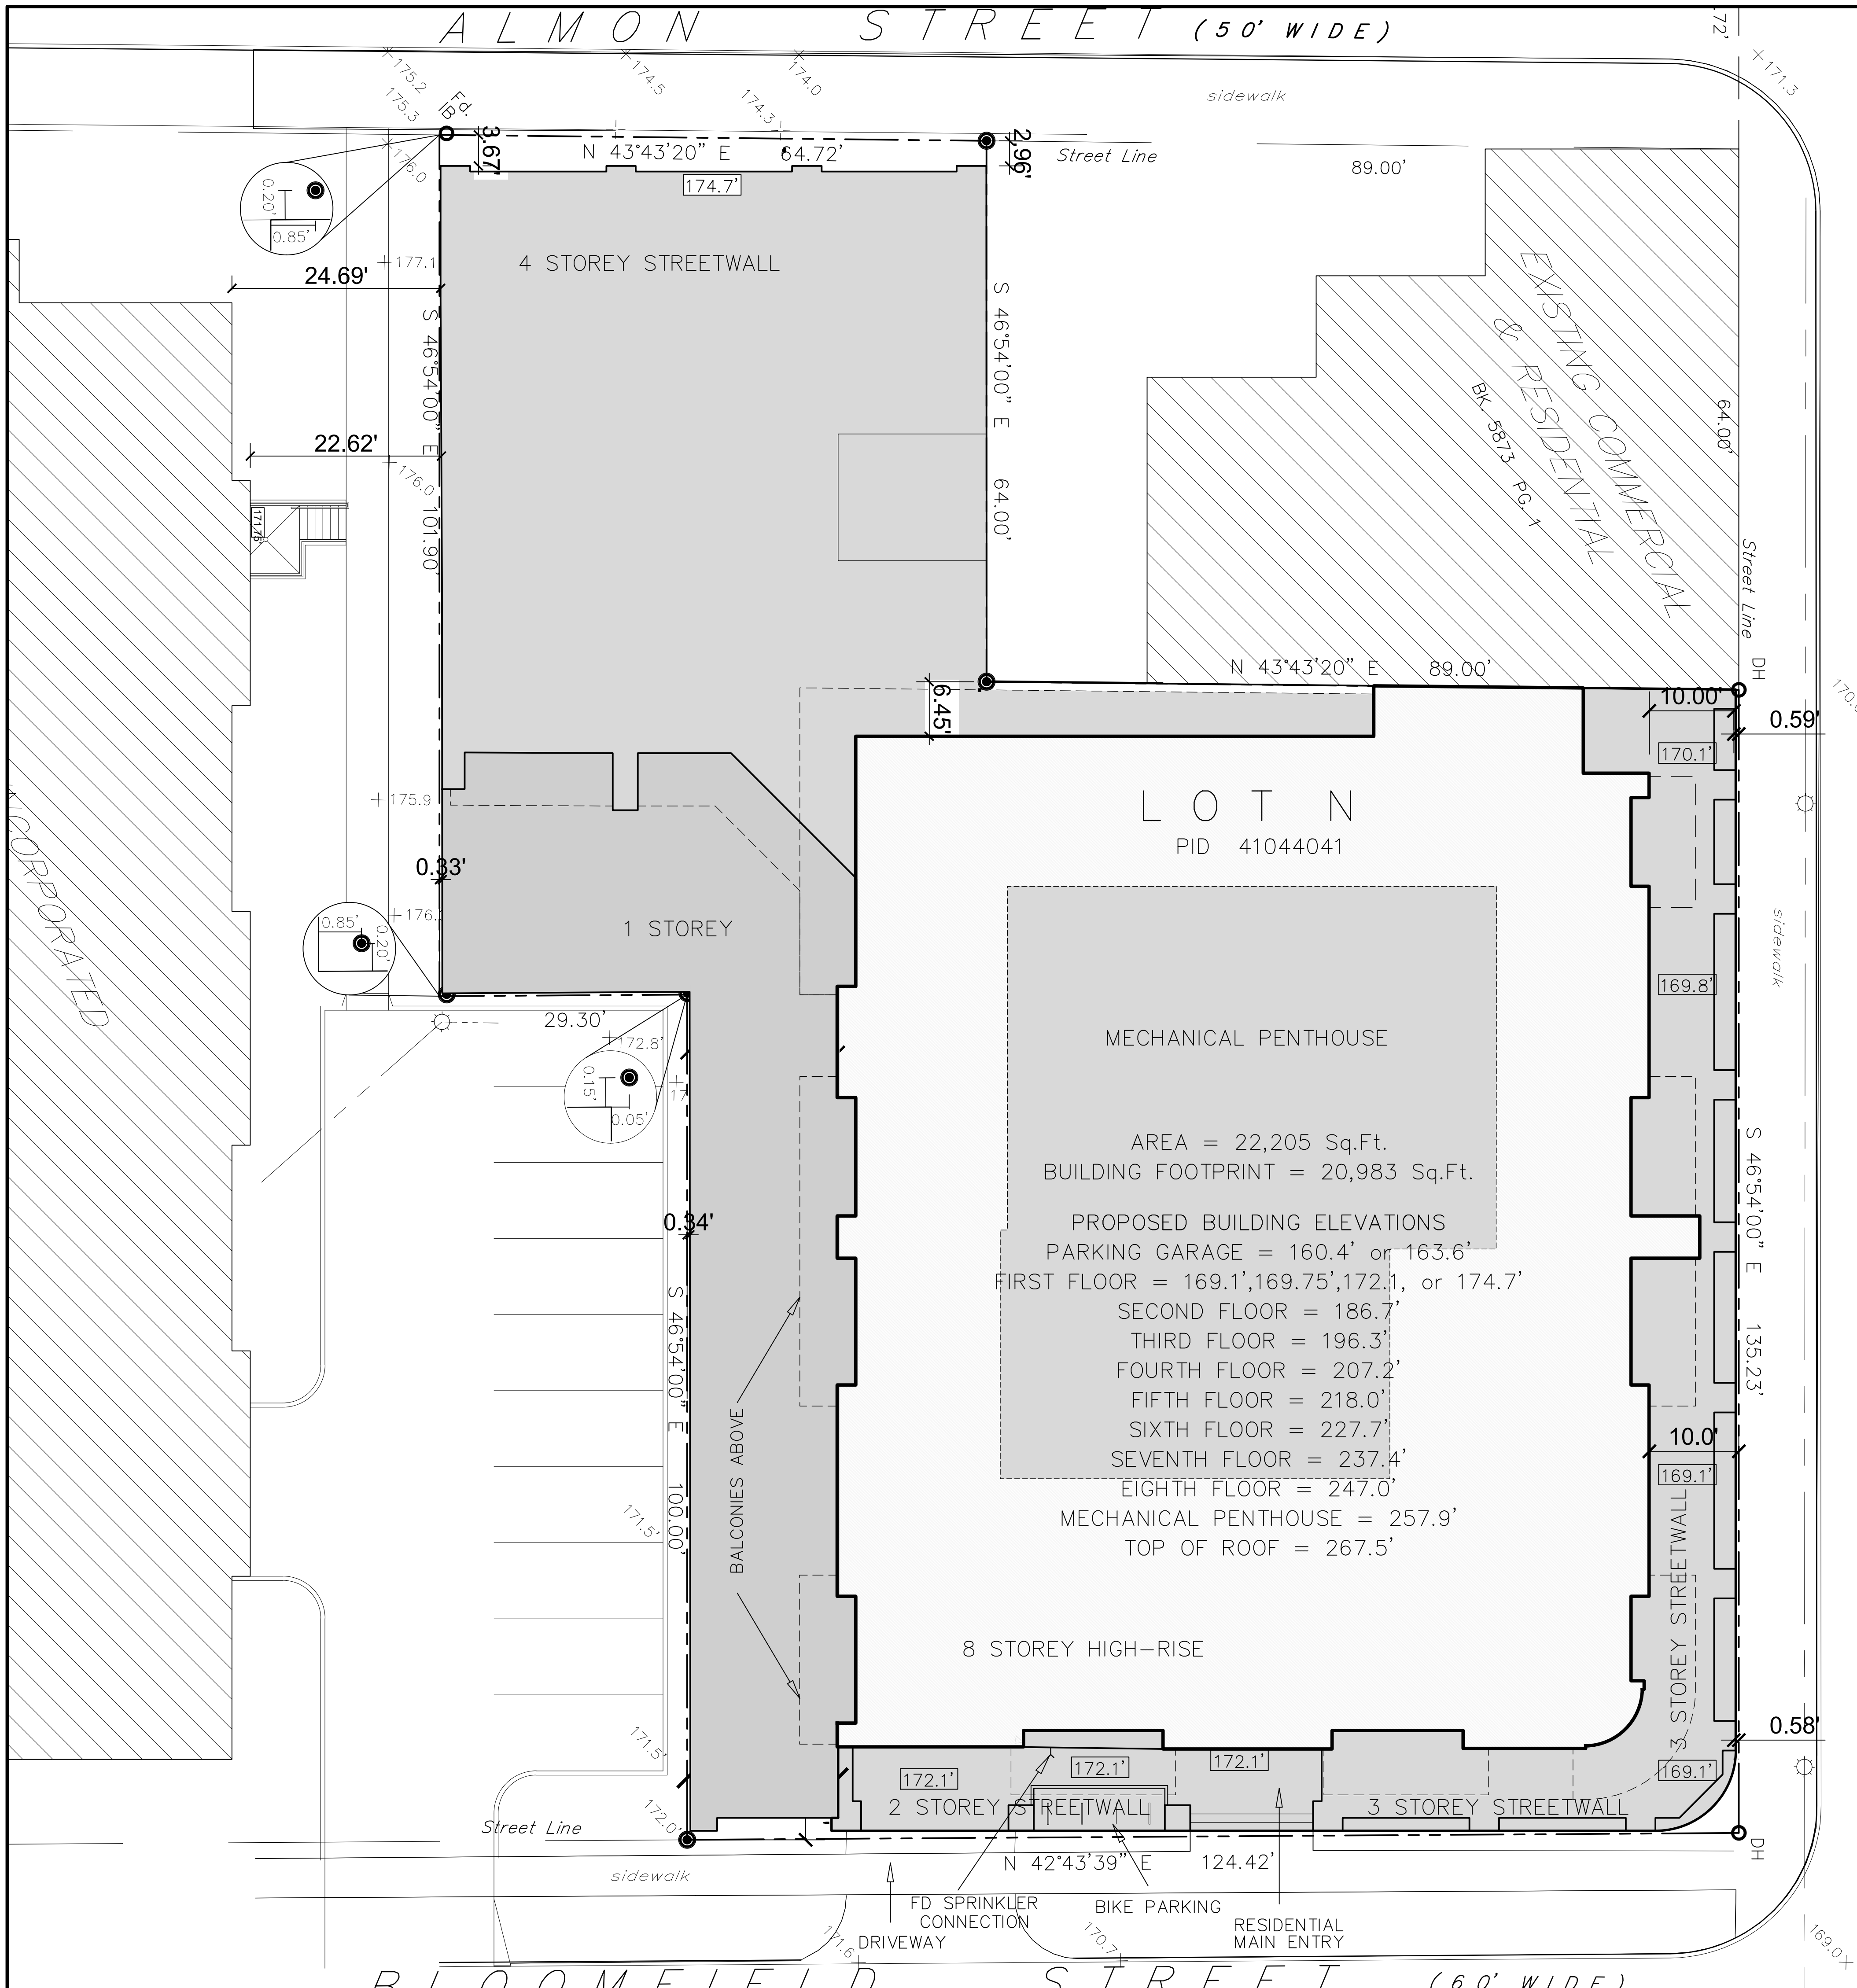 ALMON STREET (50' WIDE)
72'
175.2
175.3
174.5
174.0
174.3
171.3
sidewalk
Fd.
IB
3.67'
N 43°43'20" E 64.72'
2.96'
Street Line
89.00'
176.0
0.20'
0.85'
174.7'
4 STOREY STREETWALL
177.1
24.69'
S 46°54'00" E 101.90'
S 46°54'00" E 64.00'
EXISTING COMMERCIAL
& RESIDENTIAL
BK. 5873 PG. 1
64.00'
22.62'
176.0
171.75'
Street Line
DH
N 43°43'20" E 89.00'
6.45'
10.00'
0.59'
170.1'
LOT N
PID 41044041
175.9
0.33'
176.
0.85'
0.20'
1 STOREY
sidewalk
169.8'
29.30'
172.8'
0.15'
0.05'
17
MECHANICAL PENTHOUSE
AREA = 22,205 Sq.Ft.
BUILDING FOOTPRINT = 20,983 Sq.Ft.
PROPOSED BUILDING ELEVATIONS
PARKING GARAGE = 160.4' or 163.6'
FIRST FLOOR = 169.1',169.75',172.1, or 174.7'
SECOND FLOOR = 186.7'
THIRD FLOOR = 196.3'
FOURTH FLOOR = 207.2'
FIFTH FLOOR = 218.0'
SIXTH FLOOR = 227.7'
SEVENTH FLOOR = 237.4'
EIGHTH FLOOR = 247.0'
MECHANICAL PENTHOUSE = 257.9'
TOP OF ROOF = 267.5'
0.34'
S 46°54'00" E 100.00'
S 46°54'00" E 135.23'
BALCONIES ABOVE
10.0'
169.1'
3 STOREY STREETWALL
171.5'
8 STOREY HIGH-RISE
171.5'
0.58'
169.1'
172.1'
172.1'
172.1'
2 STOREY STREETWALL
3 STOREY STREETWALL
172.0'
Street Line
sidewalk
N 42°43'39" E 124.42'
DH
FD SPRINKLER
CONNECTION
BIKE PARKING
RESIDENTIAL
MAIN ENTRY
DRIVEWAY
171.6
170.7
169.0
BLOOMFIELD STREET (60' WIDE)